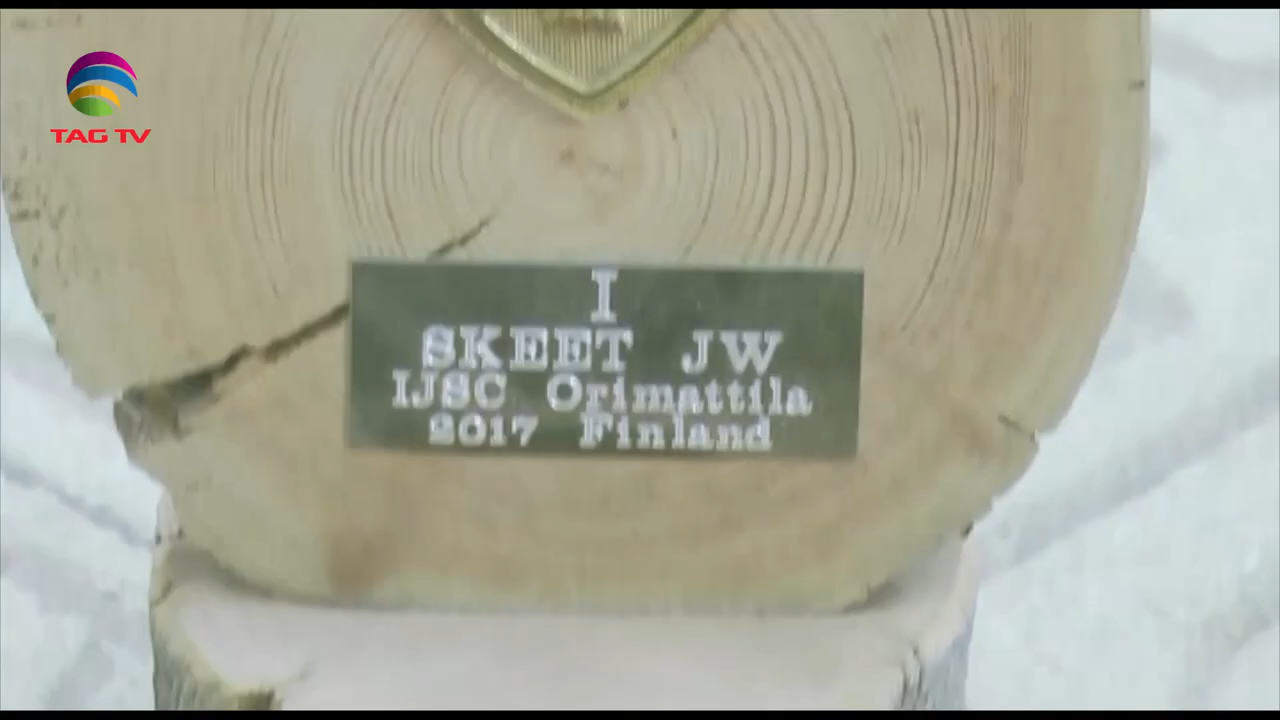 TAG TV
I
SKEET JW
IJSC Orimattila
2017 Finland